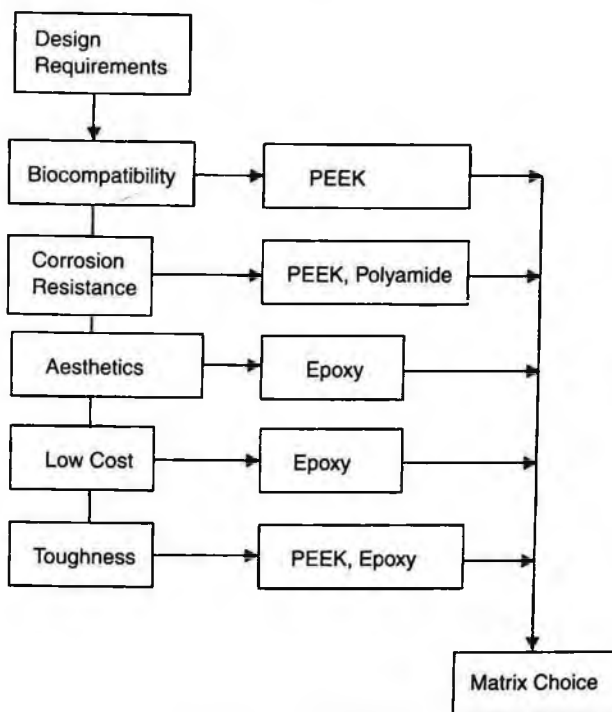 Design
Requirements
Biocompatibility
PEEK
Corrosion
Resistance
PEEK, Polyamide
Aesthetics
Epoxy
Low Cost
Epoxy
Toughness
PEEK, Epoxy
Matrix Choice